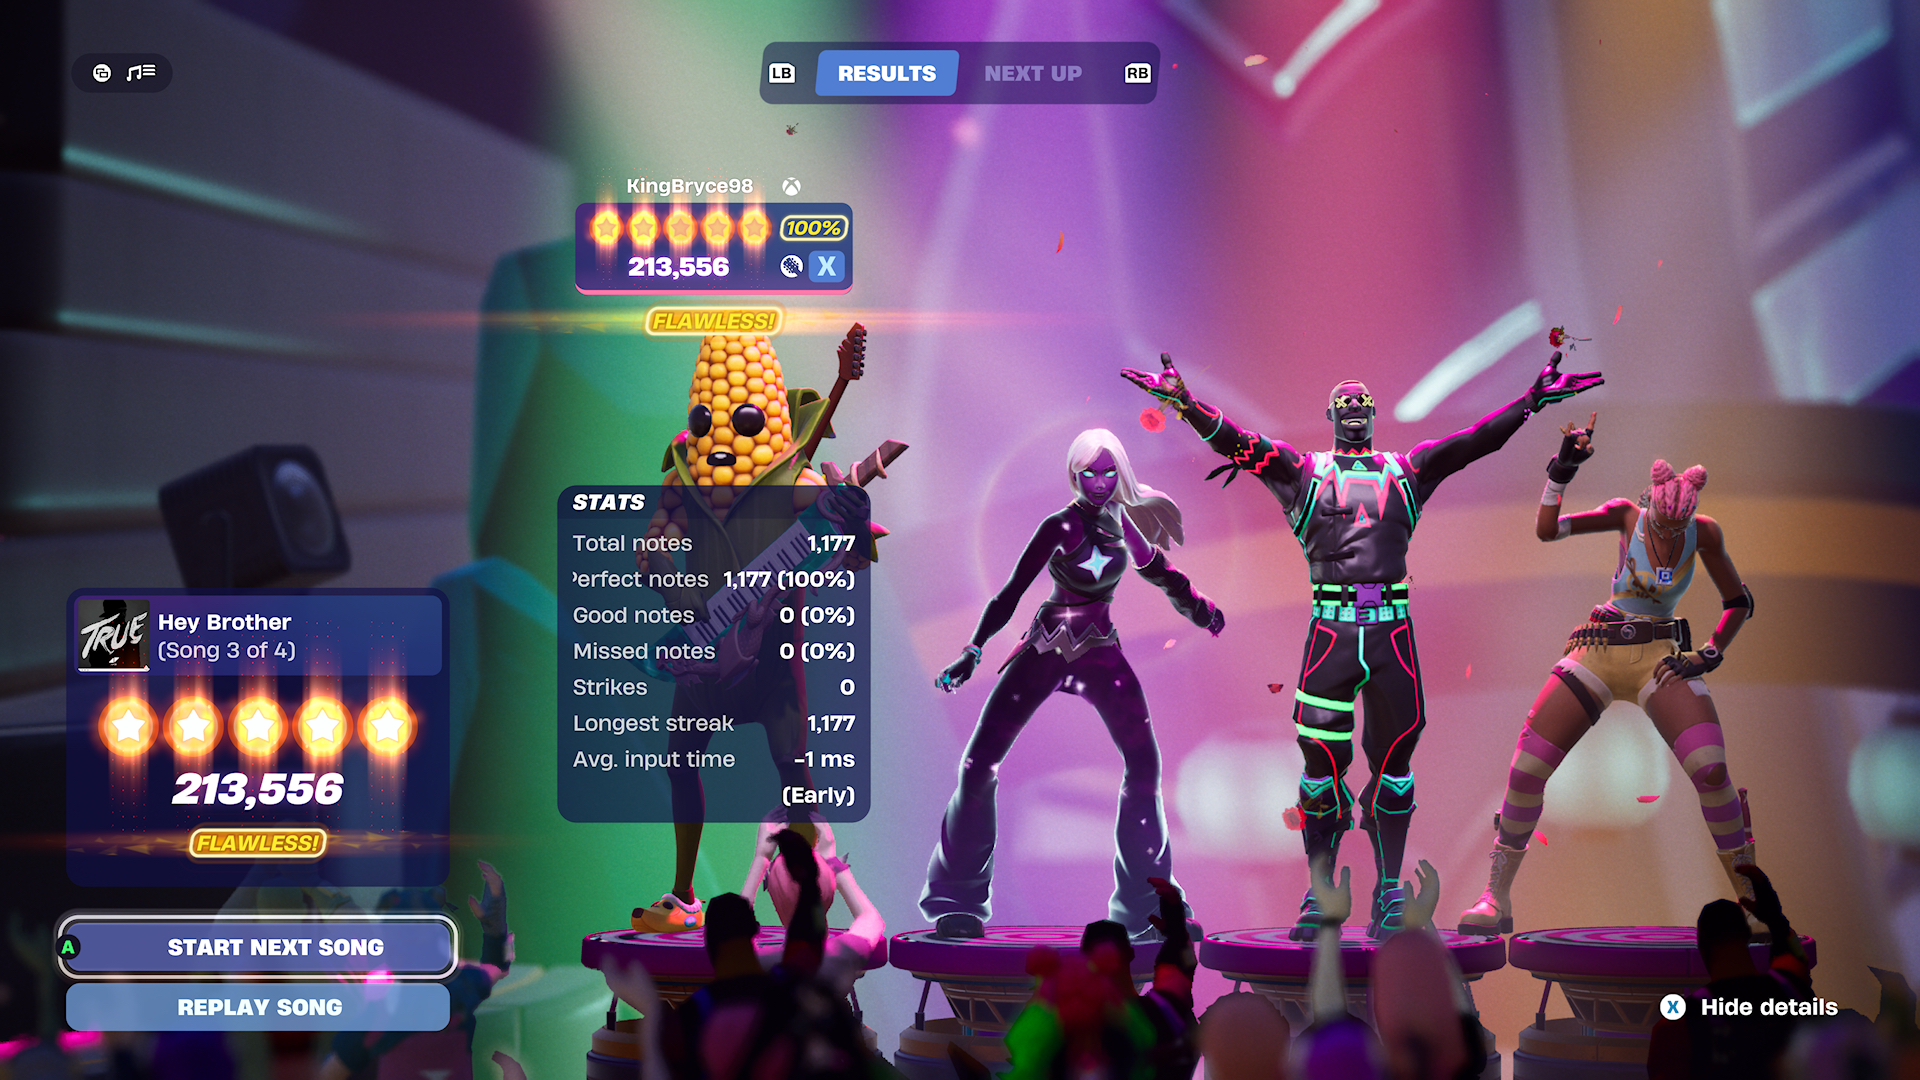 LB
RESULTS
NEXT UP
RB
KingBryce98
100%
213,556
X
FLAWLESS!
STATS
Total notes 1,177
Perfect notes 1,177 (100%)
Good notes 0 (0%)
Missed notes 0 (0%)
Strikes 0
Longest streak 1,177
Avg. input time -1 ms
(Early)
TRUE
Hey Brother
(Song 3 of 4)
213,556
FLAWLESS!
A START NEXT SONG
REPLAY SONG
X Hide details